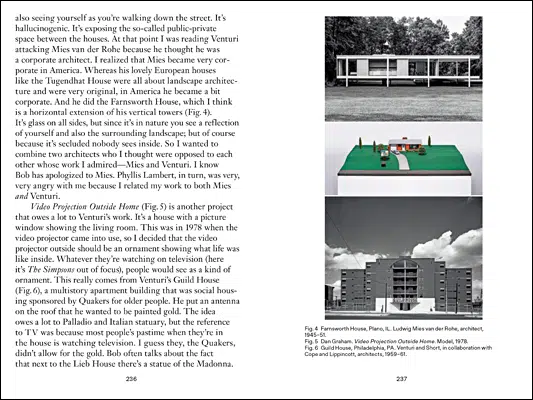 also seeing yourself as you're walking down the street. It's
hallucinogenic. It's exposing the so-called public-private
space between the houses. At that point I was reading Venturi
attacking Mies van der Rohe because he thought he was
a corporate architect. I realized that Mies became very cor-
porate in America. Whereas his lovely European houses
like the Tugendhat House were all about landscape architec-
ture and were very original, in America he became a bit
corporate. And he did the Farnsworth House, which I think
is a horizontal extension of his vertical towers (Fig. 4).
It's glass on all sides, but since it's in nature you see a reflection
of yourself and also the surrounding landscape; but of course
because it's secluded nobody sees inside. So I wanted to
combine two architects who I thought were opposed to each
other whose work I admired—Mies and Venturi. I know
Bob has apologized to Mies. Phyllis Lambert, in turn, was very,
very angry with me because I related my work to both Mies
and Venturi.
Video Projection Outside Home (Fig. 5) is another project
that owes a lot to Venturi's work. It's a house with a picture
window showing the living room. This was in 1978 when the
video projector came into use, so I decided that the video
projector outside should be an ornament showing what life was
like inside. Whatever they're watching on television (here
it's The Simpsons out of focus), people would see as a kind of
ornament. This really comes from Venturi's Guild House
(Fig. 6), a multistory apartment building that was social hous-
ing sponsored by Quakers for older people. He put an antenna
on the roof that he wanted to be painted gold. The idea
owes a lot to Palladio and Italian statuary, but the reference
to TV was because most people's pastime when they're in
the house is watching television. I guess they, the Quakers,
didn't allow for the gold. Bob often talks about the fact
that next to the Lieb House there's a statue of the Madonna.
236
Fig. 4 Farnsworth House, Plano, IL. Ludwig Mies van der Rohe, architect,
1945–51.
Fig. 5 Dan Graham. Video Projection Outside Home. Model, 1978.
Fig. 6 Guild House, Philadelphia, PA. Venturi and Short, in collaboration with
Cope and Lippincott, architects, 1959–61.
237